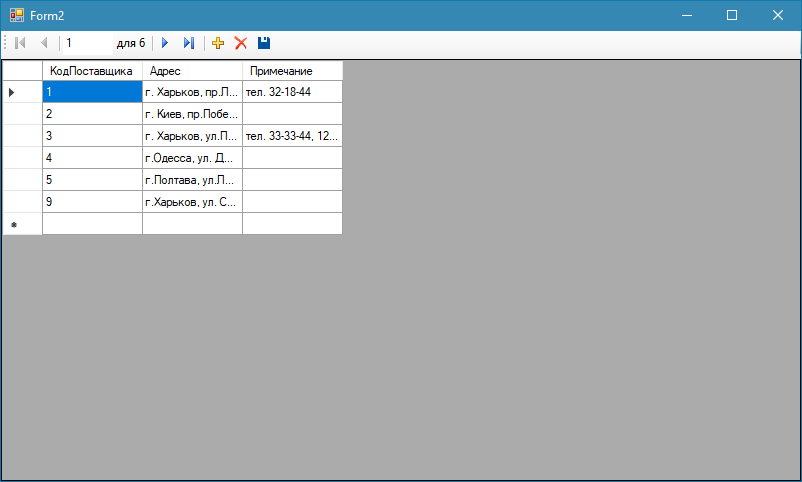 Form2
1 для 6
КодПоставщика Адрес Примечание
1 г. Харьков, пр.П... тел. 32-18-44
2 г. Киев, пр.Побе...
3 г. Харьков, ул.П... тел. 33-33-44, 12...
4 г.Одесса, ул. Д...
5 г.Полтава, ул.Л...
9 г.Харьков, ул. С...